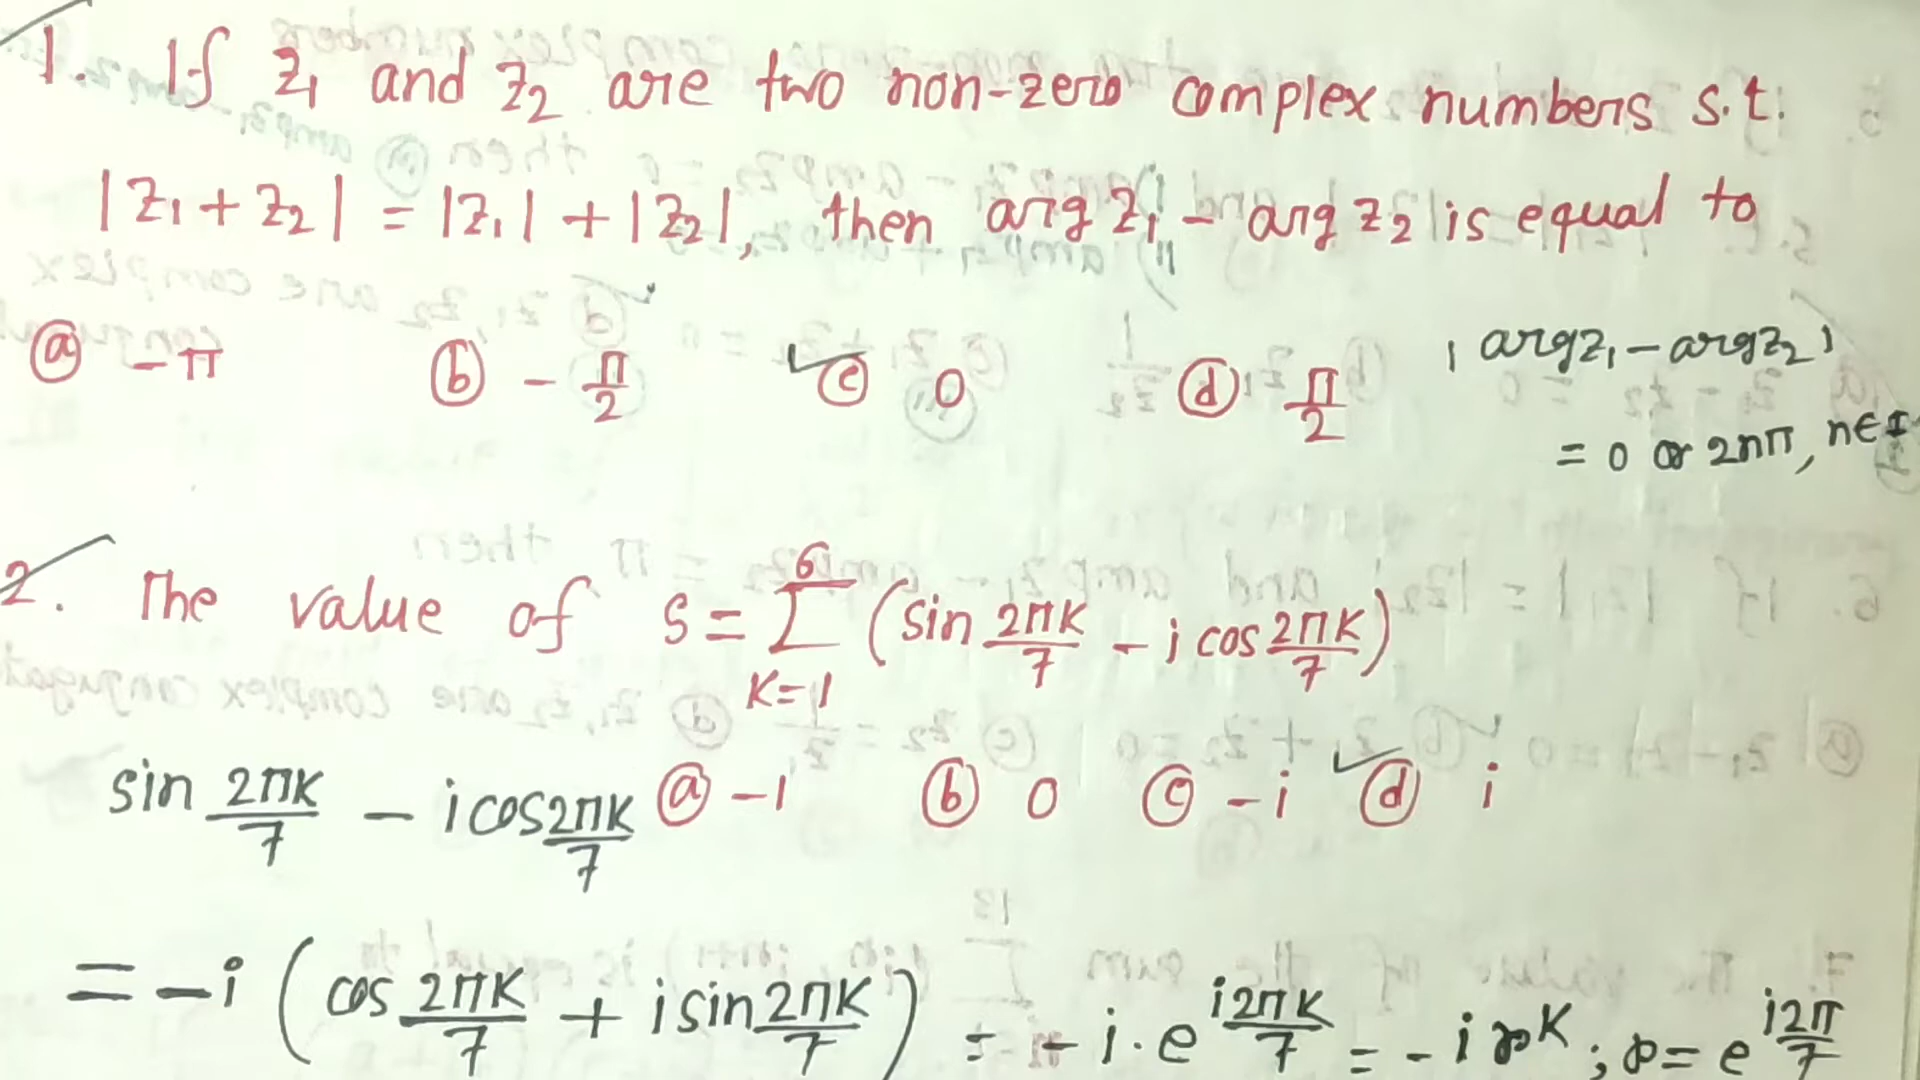 1. If z₁ and z₂ are two non-zero complex numbers s.t.
|z₁ + z₂| = |z₁| + |z₂|, then arg z₁ - arg z₂ is equal to
ⓐ -π ⓑ -π/2 ⓒ 0 ⓓ π/2
| arg z₁ - arg z₂ |
= 0 or 2nπ, n∈I
2. The value of S = Σ_{K=1}^{6} (sin 2πK/7 - i cos 2πK/7)
ⓐ -1 ⓑ 0 ⓒ -i ⓓ i
sin 2πK/7 - i cos 2πK/7
= -i (cos 2πK/7 + i sin 2πK/7) = -i . e^{i2πK/7} = -i r^K ; r = e^{i2π/7}